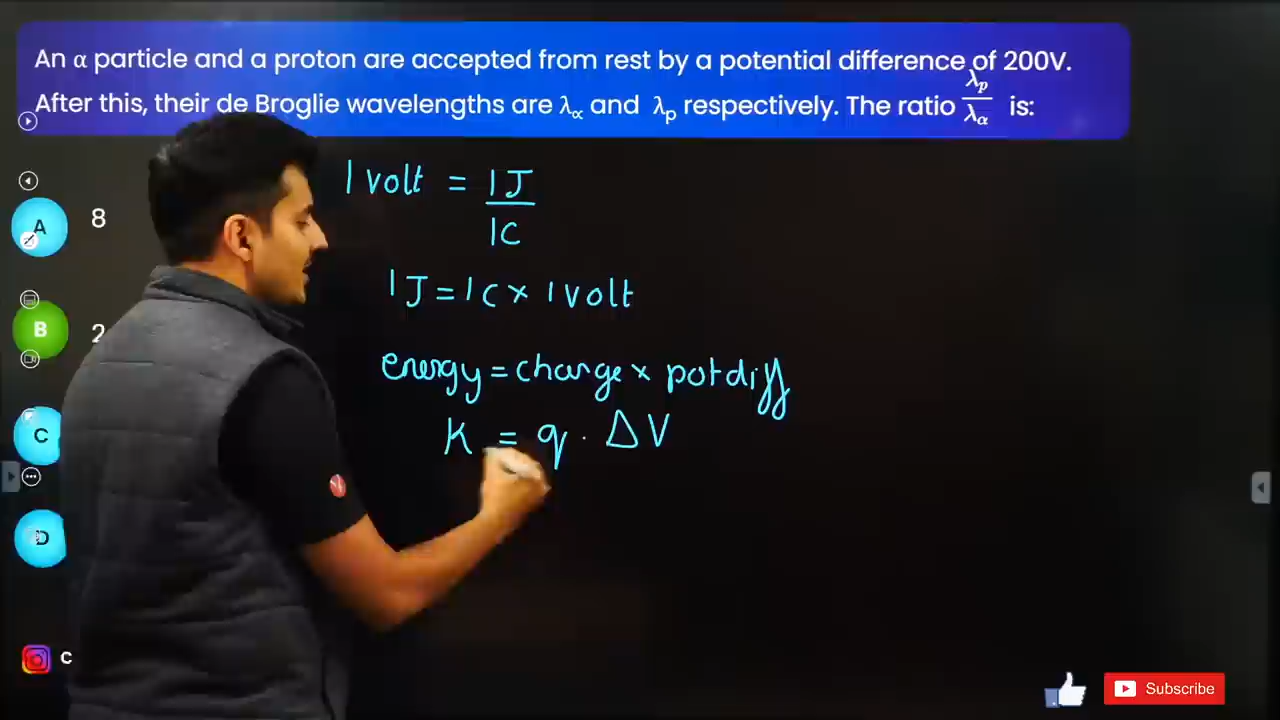 An α particle and a proton are accepted from rest by a potential difference of 200V.
After this, their de Broglie wavelengths are λ∝ and λp respectively. The ratio λp/λα is:
1 volt = 1J/1C
A 8
1J = 1C × 1 volt
B 2
energy = charge × pot diff
C
K = q · ΔV
D
C
Subscribe